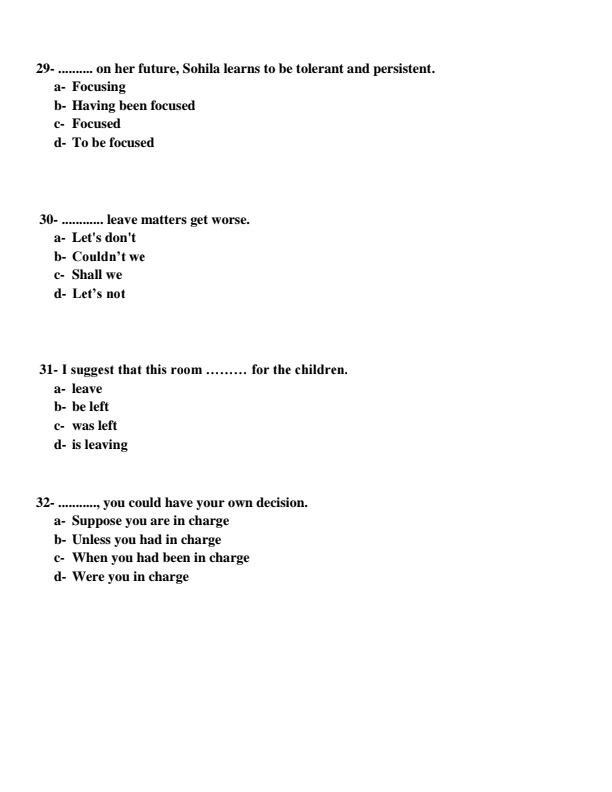 29- .......... on her future, Sohila learns to be tolerant and persistent.
a- Focusing
b- Having been focused
c- Focused
d- To be focused
30- ............ leave matters get worse.
a- Let's don't
b- Couldn’t we
c- Shall we
d- Let’s not
31- I suggest that this room ……… for the children.
a- leave
b- be left
c- was left
d- is leaving
32- ..........., you could have your own decision.
a- Suppose you are in charge
b- Unless you had in charge
c- When you had been in charge
d- Were you in charge